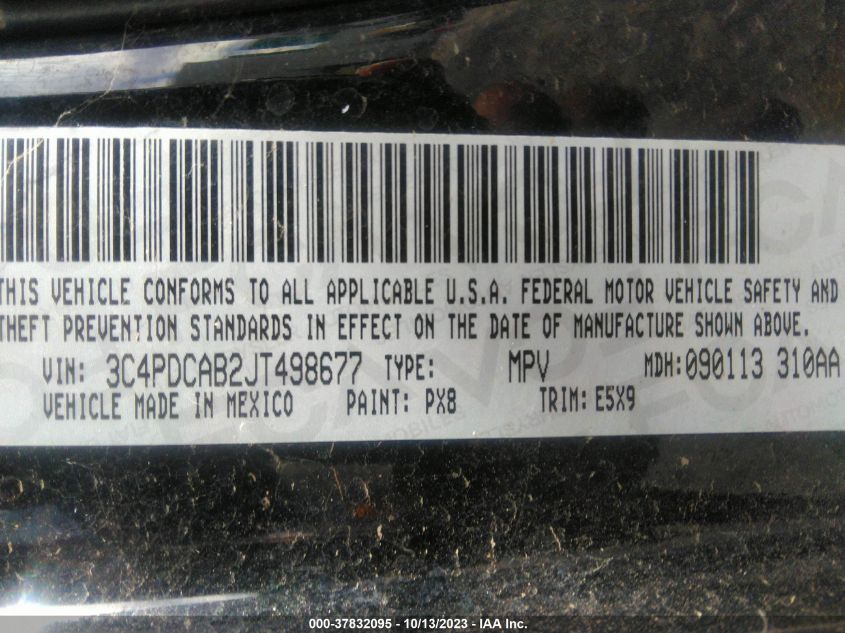 THIS VEHICLE CONFORMS TO ALL APPLICABLE U.S.A. FEDERAL MOTOR VEHICLE SAFETY AND
THEFT PREVENTION STANDARDS IN EFFECT ON THE DATE OF MANUFACTURE SHOWN ABOVE.
VIN: 3C4PDCAB2JT498677 TYPE: MPV MDH:090113 310AA
VEHICLE MADE IN MEXICO PAINT: PX8 TRIM:E5X9
000-37832095 - 10/13/2023 - IAA Inc.